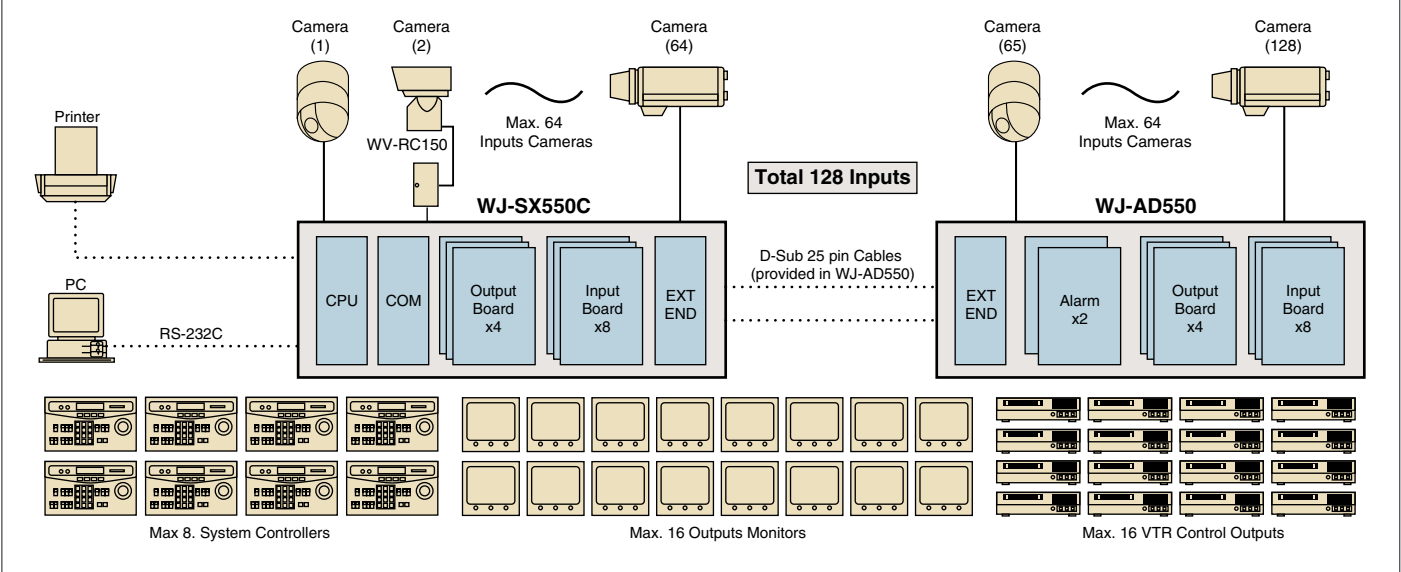 Camera
(1)
Camera
(2)
Camera
(64)
Camera
(65)
Camera
(128)
Printer
Max. 64
Inputs Cameras
Max. 64
Inputs Cameras
WV-RC150
Total 128 Inputs
WJ-SX550C
WJ-AD550
PC
RS-232C
CPU
COM
Output
Board
x4
Input
Board
x8
EXT
END
D-Sub 25 pin Cables
(provided in WJ-AD550)
EXT
END
Alarm
x2
Output
Board
x4
Input
Board
x8
Max 8. System Controllers
Max. 16 Outputs Monitors
Max. 16 VTR Control Outputs